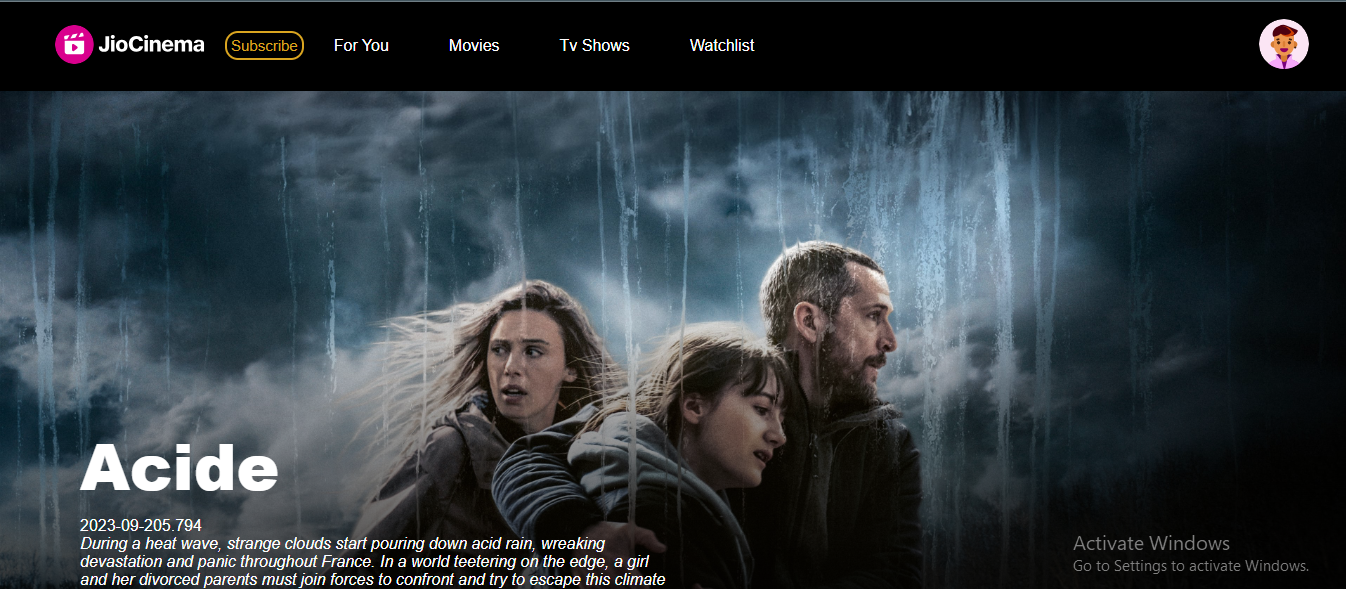 JioCinema Subscribe For You Movies Tv Shows Watchlist
Acide
2023-09-205.794
During a heat wave, strange clouds start pouring down acid rain, wreaking
devastation and panic throughout France. In a world teetering on the edge, a girl
and her divorced parents must join forces to confront and try to escape this climate
Activate Windows
Go to Settings to activate Windows.